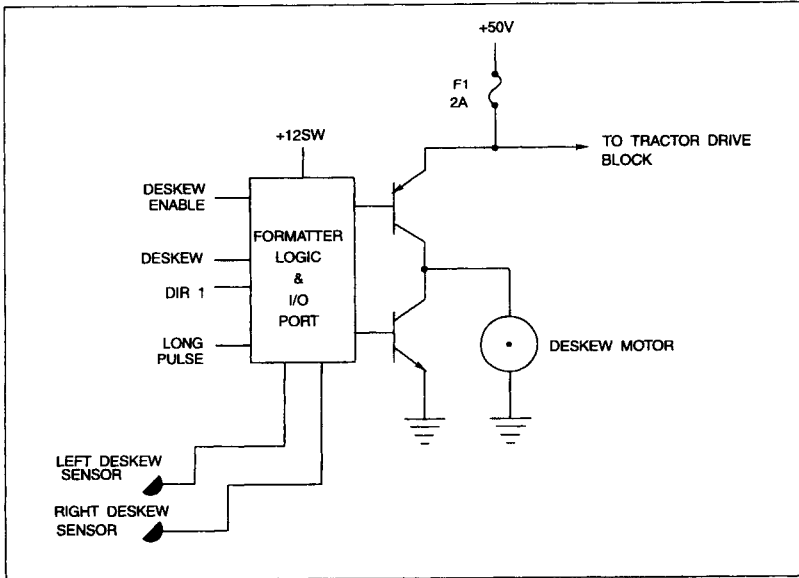 +50V
F1
2A
TO TRACTOR DRIVE
BLOCK
+12SW
DESKEW
ENABLE
DESKEW
DIR 1
LONG
PULSE
FORMATTER
LOGIC
&
I/O
PORT
DESKEW MOTOR
LEFT DESKEW
SENSOR
RIGHT DESKEW
SENSOR